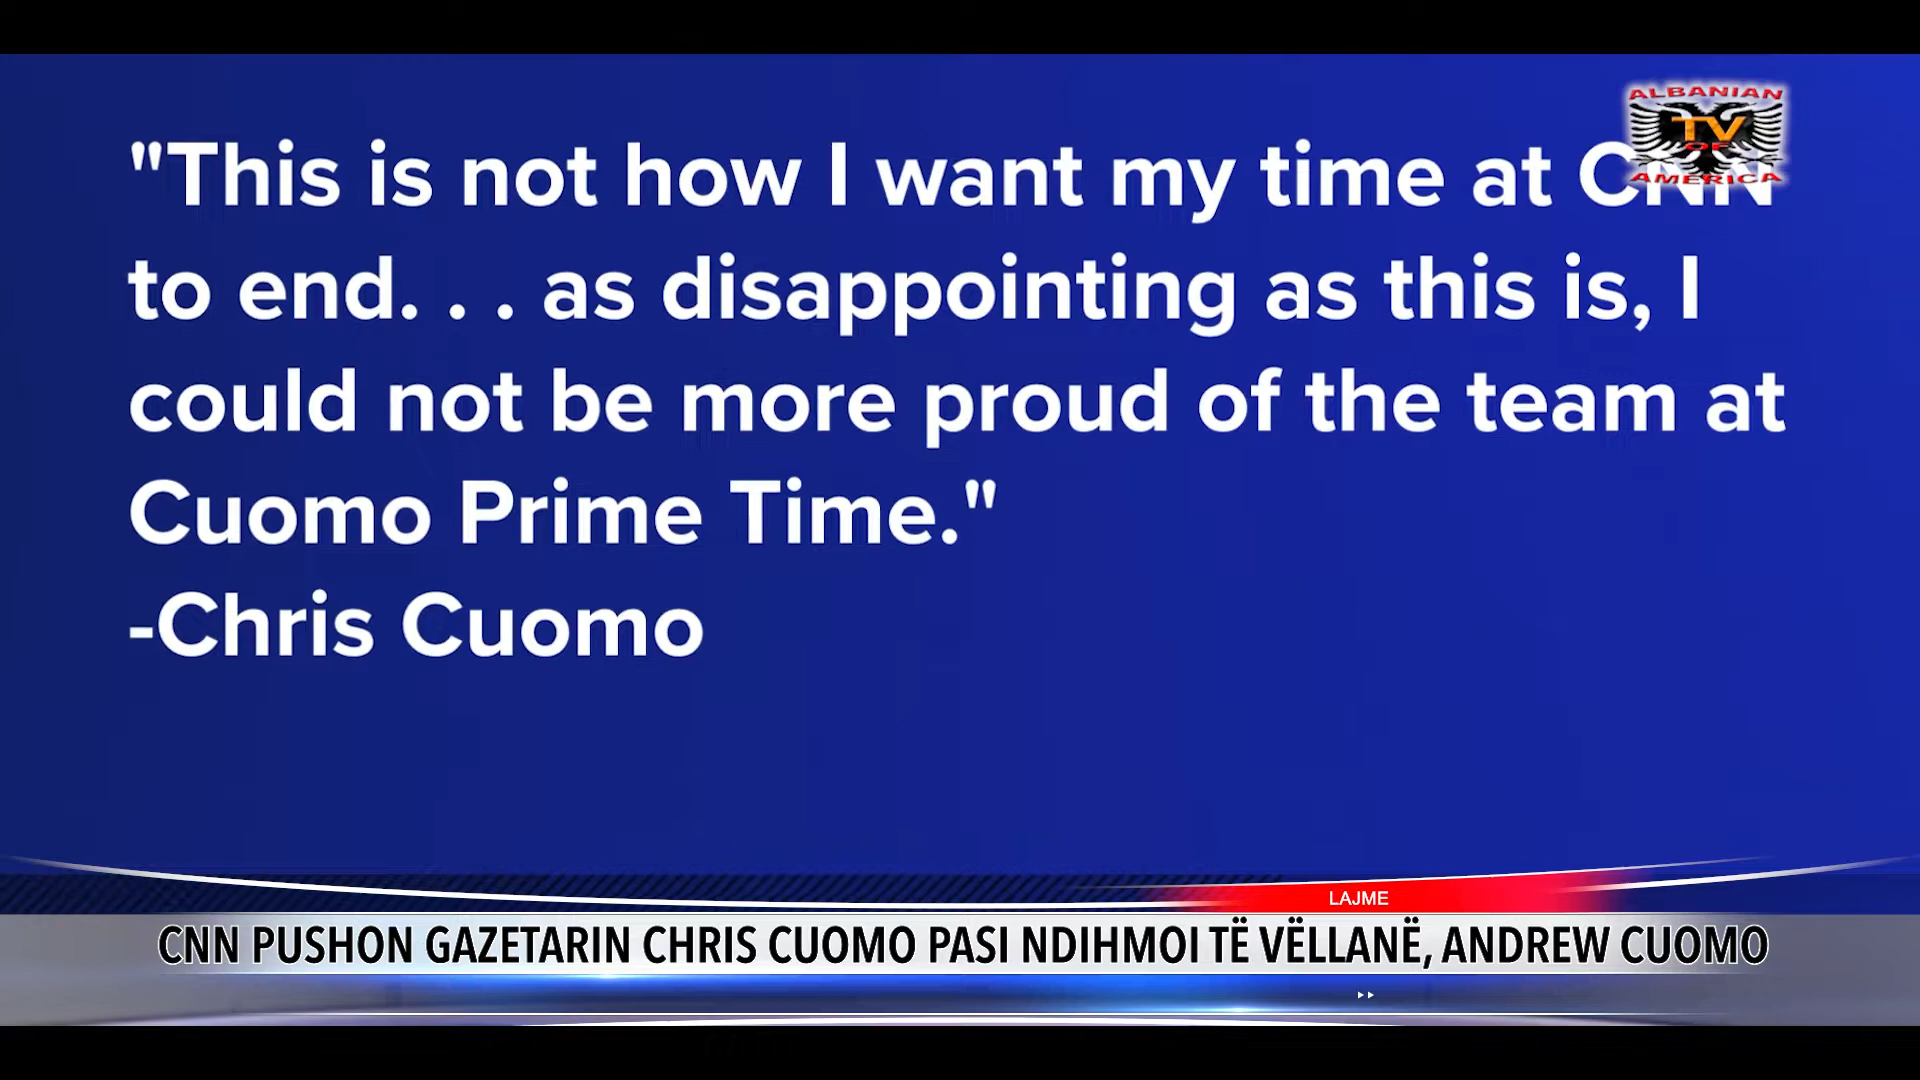 ALBANIAN
TV
OF
AMERICA
"This is not how I want my time at CNN
to end. . . as disappointing as this is, I
could not be more proud of the team at
Cuomo Prime Time."
-Chris Cuomo
LAJME
CNN PUSHON GAZETARIN CHRIS CUOMO PASI NDIHMOI TË VËLLANË, ANDREW CUOMO